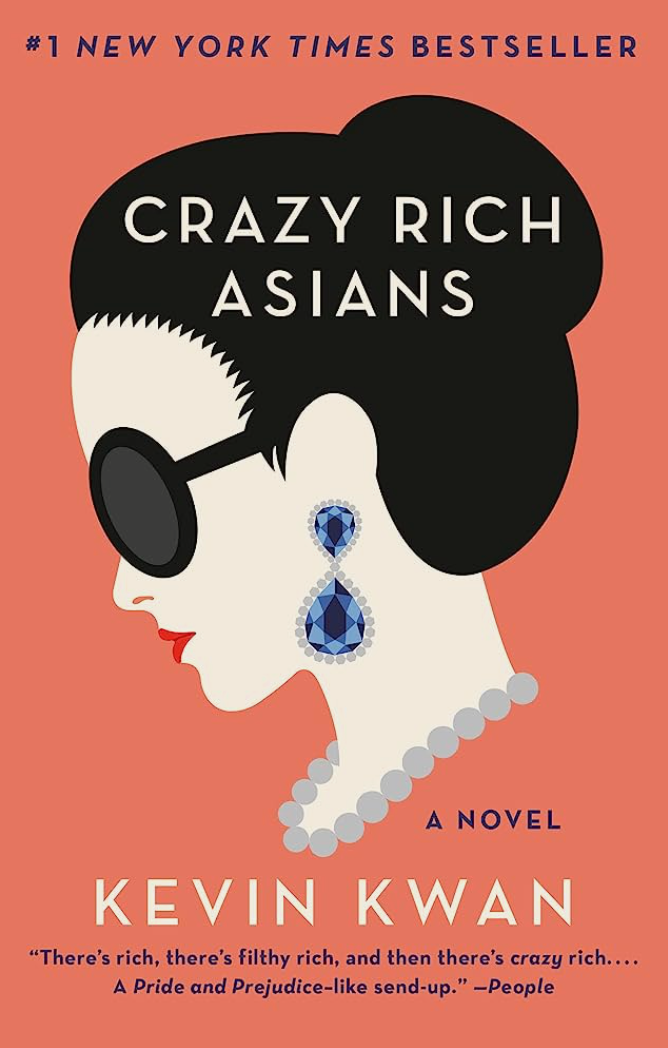 #1 NEW YORK TIMES BESTSELLER
CRAZY RICH
ASIANS
A NOVEL
KEVIN KWAN
“There’s rich, there’s filthy rich, and then there’s crazy rich....
A Pride and Prejudice–like send-up.” —People